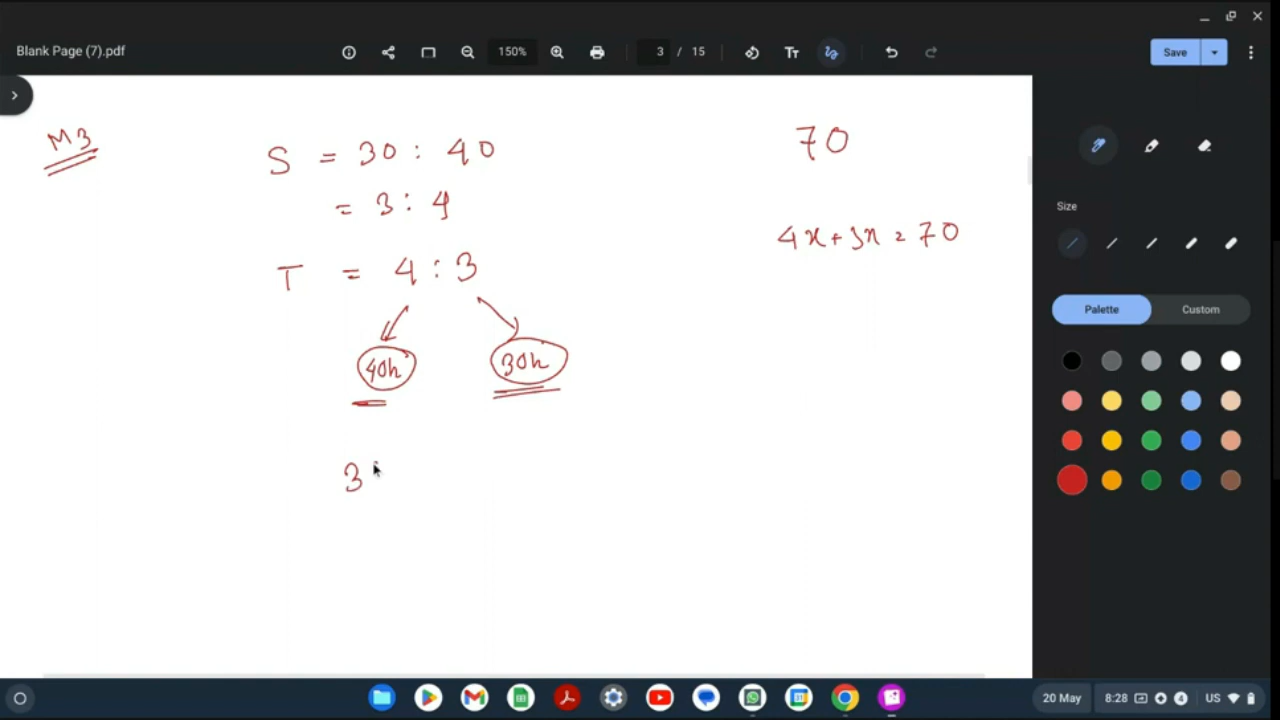 Blank Page (7).pdf
150%
3 / 15
Save
M3
S = 30 : 40
= 3 : 4
T = 4 : 3
40h 30h
3
70
4x + 3x = 70
Size
Palette Custom
20 May 8:28 US